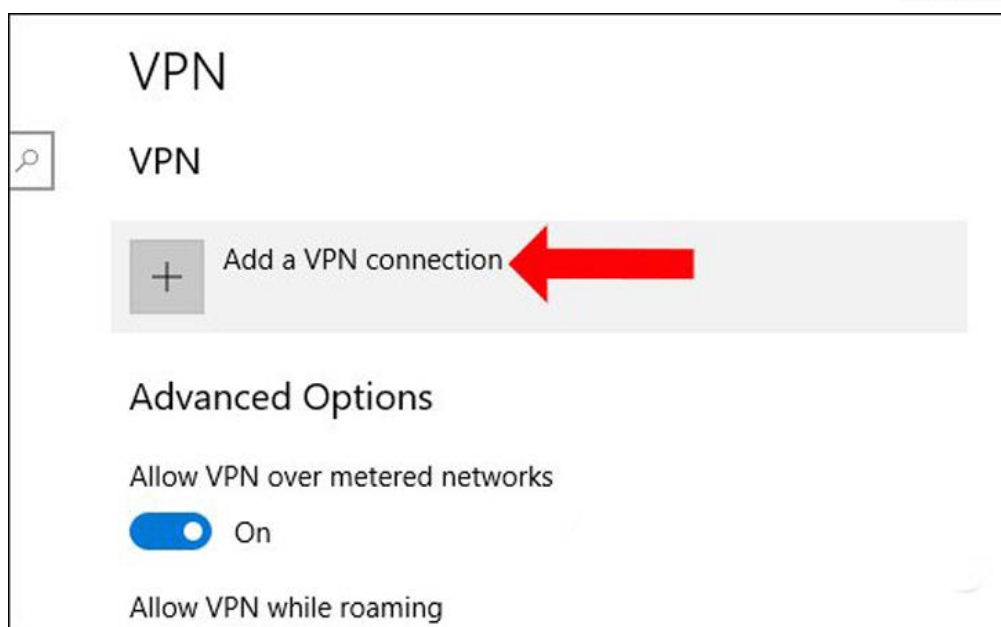 VPN
VPN
Add a VPN connection
Advanced Options
Allow VPN over metered networks
On
Allow VPN while roaming